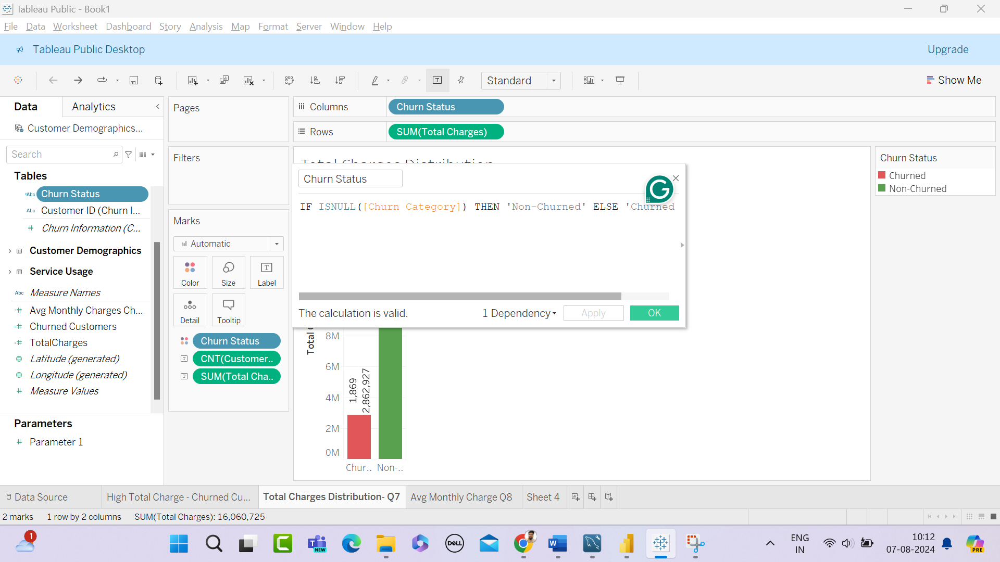 Tableau Public - Book1
File Data Worksheet Dashboard Story Analysis Map Format Server Window Help
Tableau Public Desktop
Upgrade
Standard
Show Me
Data
Analytics
Customer Demographics...
Search
Tables
=Abc Churn Status
Abc Customer ID (Churn I...
# Churn Information (C...
Customer Demographics
Service Usage
Abc Measure Names
=# Avg Monthly Charges Ch...
=# Churned Customers
=# TotalCharges
Latitude (generated)
Longitude (generated)
# Measure Values
Parameters
# Parameter 1
Pages
Filters
Marks
Automatic
Color
Size
Label
Detail
Tooltip
Churn Status
CNT(Customer..
SUM(Total Cha..
Columns
Churn Status
Rows
SUM(Total Charges)
Total Charges Distribution
Churn Status
IF ISNULL([Churn Category]) THEN 'Non-Churned' ELSE 'Churned
The calculation is valid.
1 Dependency
Apply
OK
8M
6M
4M
2M
0M
1,869
2,862,927
Chur..
Non-..
Churn Status
Churned
Non-Churned
Data Source
High Total Charge - Churned Cu...
Total Charges Distribution- Q7
Avg Monthly Charge Q8
Sheet 4
2 marks
1 row by 2 columns
SUM(Total Charges): 16,060,725
1
NEW
DELL
ENG
IN
10:12
07-08-2024
PRE